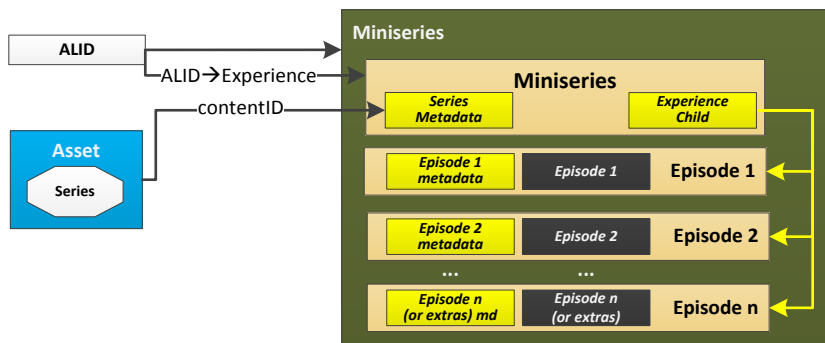 Miniseries
ALID
ALID→Experience
Miniseries
Series
Metadata
Experience
Child
contentID
Asset
Series
Episode 1
metadata
Episode 1
Episode 1
Episode 2
metadata
Episode 2
Episode 2
...
...
Episode n
(or extras) md
Episode n
(or extras)
Episode n